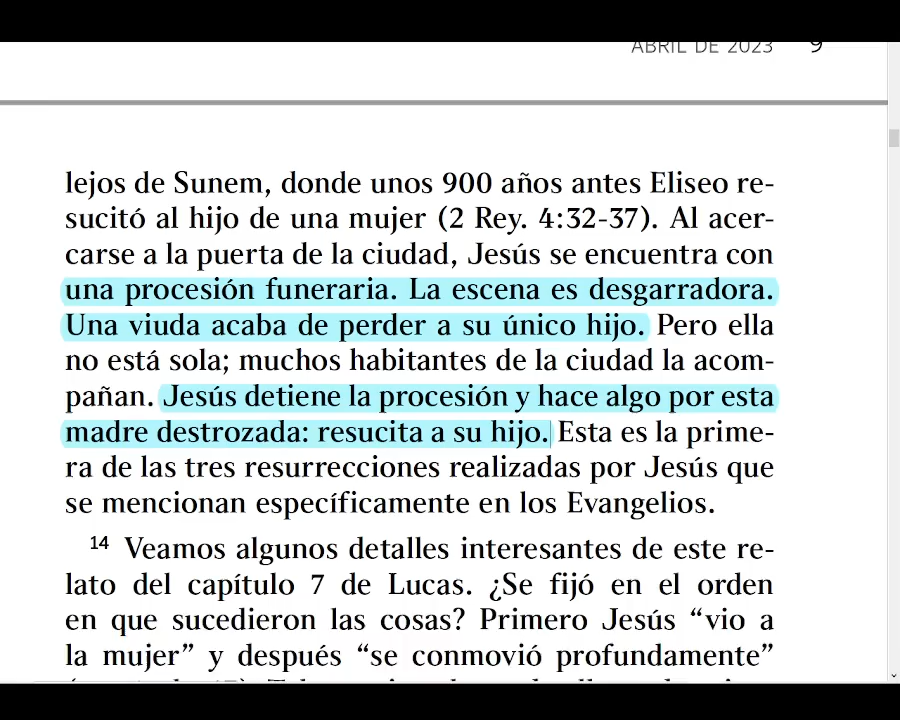 ABRIL DE 2023 9
lejos de Sunem, donde unos 900 años antes Eliseo re-
sucitó al hijo de una mujer (2 Rey. 4:32-37). Al acer-
carse a la puerta de la ciudad, Jesús se encuentra con
una procesión funeraria. La escena es desgarradora.
Una viuda acaba de perder a su único hijo. Pero ella
no está sola; muchos habitantes de la ciudad la acom-
pañan. Jesús detiene la procesión y hace algo por esta
madre destrozada: resucita a su hijo. Esta es la prime-
ra de las tres resurrecciones realizadas por Jesús que
se mencionan específicamente en los Evangelios.
14 Veamos algunos detalles interesantes de este re-
lato del capítulo 7 de Lucas. ¿Se fijó en el orden
en que sucedieron las cosas? Primero Jesús “vio a
la mujer” y después “se conmovió profundamente”